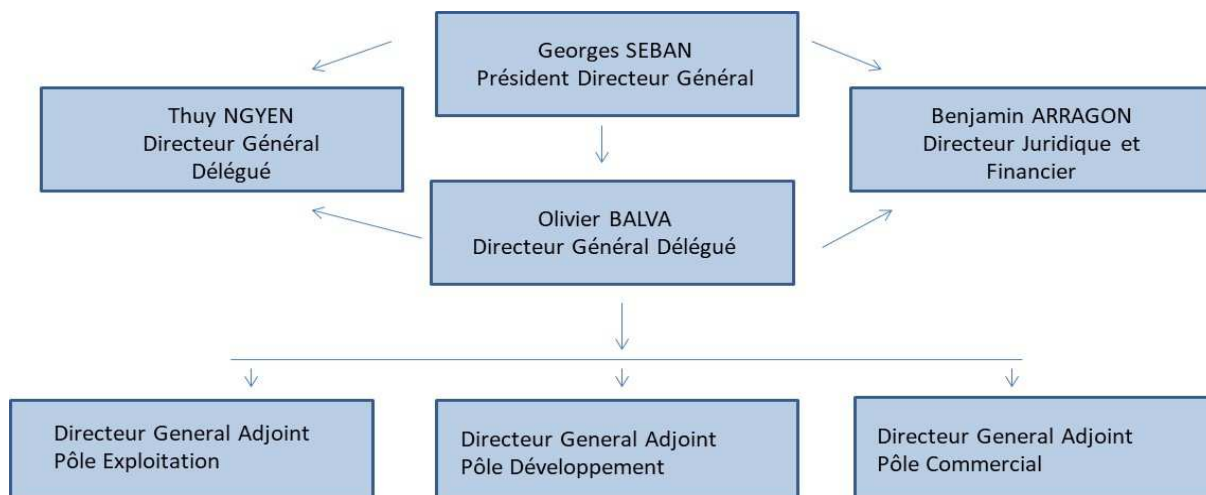 Georges SEBAN
Président Directeur Général
Thuy NGYEN
Directeur Général
Délégué
Benjamin ARRAGON
Directeur Juridique et
Financier
Olivier BALVA
Directeur Général Délégué
Directeur General Adjoint
Pôle Exploitation
Directeur General Adjoint
Pôle Développement
Directeur General Adjoint
Pôle Commercial